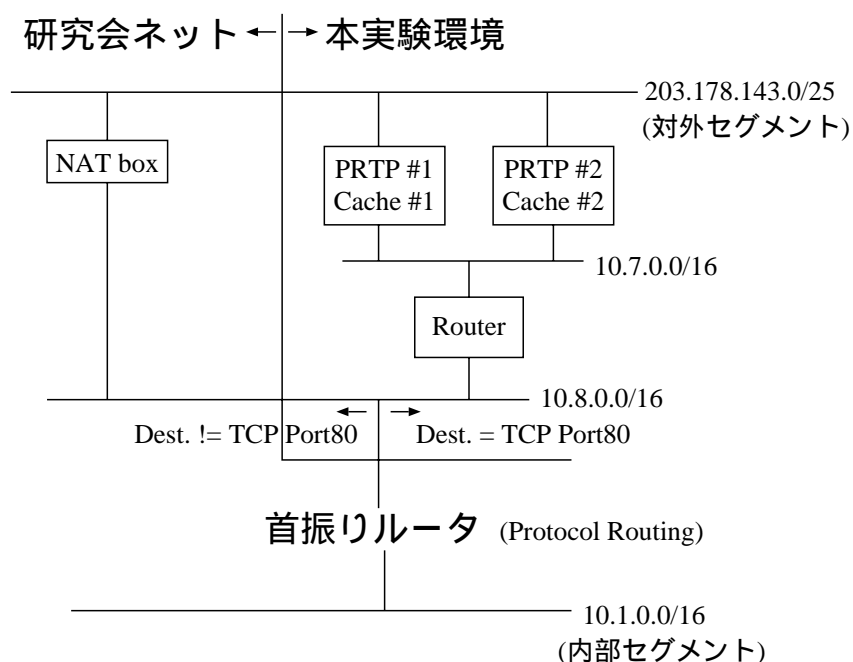 研究会ネット ← → 本実験環境
203.178.143.0/25
(対外セグメント)
NAT box
PRTP #1
Cache #1
PRTP #2
Cache #2
10.7.0.0/16
Router
10.8.0.0/16
Dest. != TCP Port80
Dest. = TCP Port80
首振りルータ (Protocol Routing)
10.1.0.0/16
(内部セグメント)